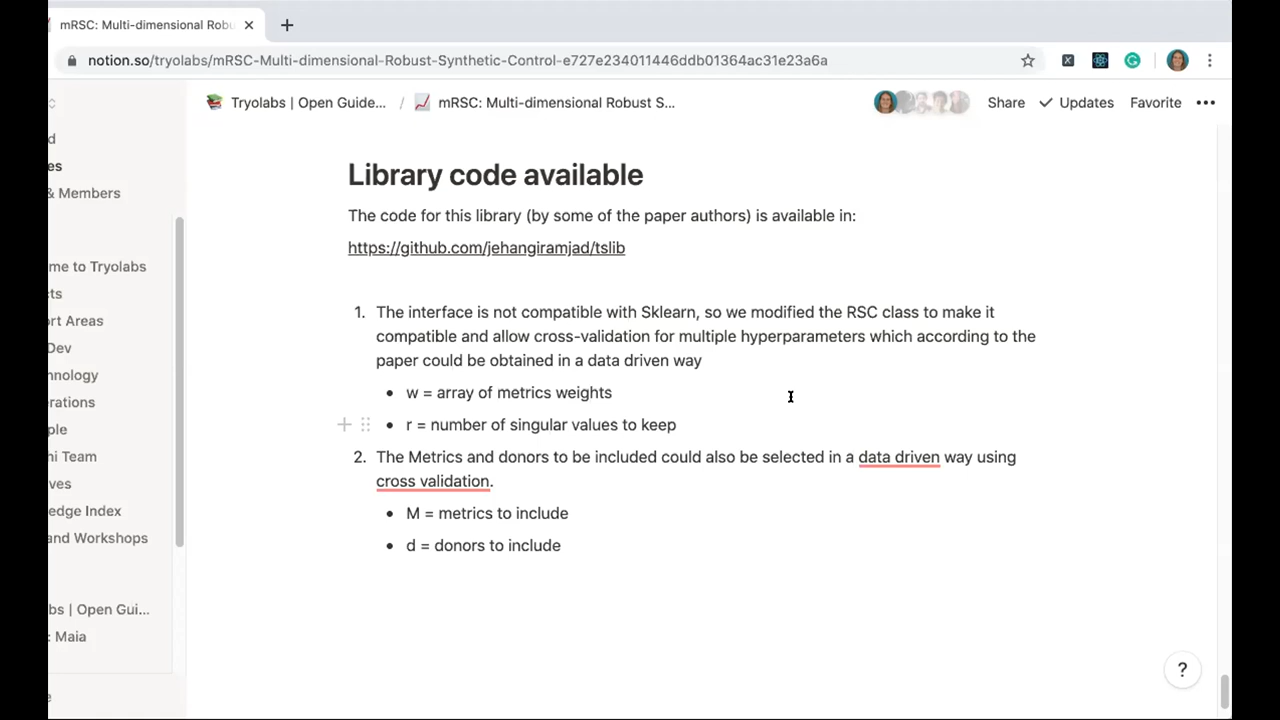 mRSC: Multi-dimensional Robu
notion.so/tryolabs/mRSC-Multi-dimensional-Robust-Synthetic-Control-e727e234011446ddb01364ac31e23a6a
Tryolabs | Open Guide... / mRSC: Multi-dimensional Robust S...
Share Updates Favorite
d
es
& Members
me to Tryolabs
cts
ort Areas
Dev
hnology
erations
ple
ni Team
ves
edge Index
and Workshops
bs | Open Gui...
: Maia
e
Library code available
The code for this library (by some of the paper authors) is available in:
https://github.com/jehangiramjad/tslib
1. The interface is not compatible with Sklearn, so we modified the RSC class to make it
compatible and allow cross-validation for multiple hyperparameters which according to the
paper could be obtained in a data driven way
• w = array of metrics weights
• r = number of singular values to keep
2. The Metrics and donors to be included could also be selected in a data driven way using
cross validation.
• M = metrics to include
• d = donors to include
?